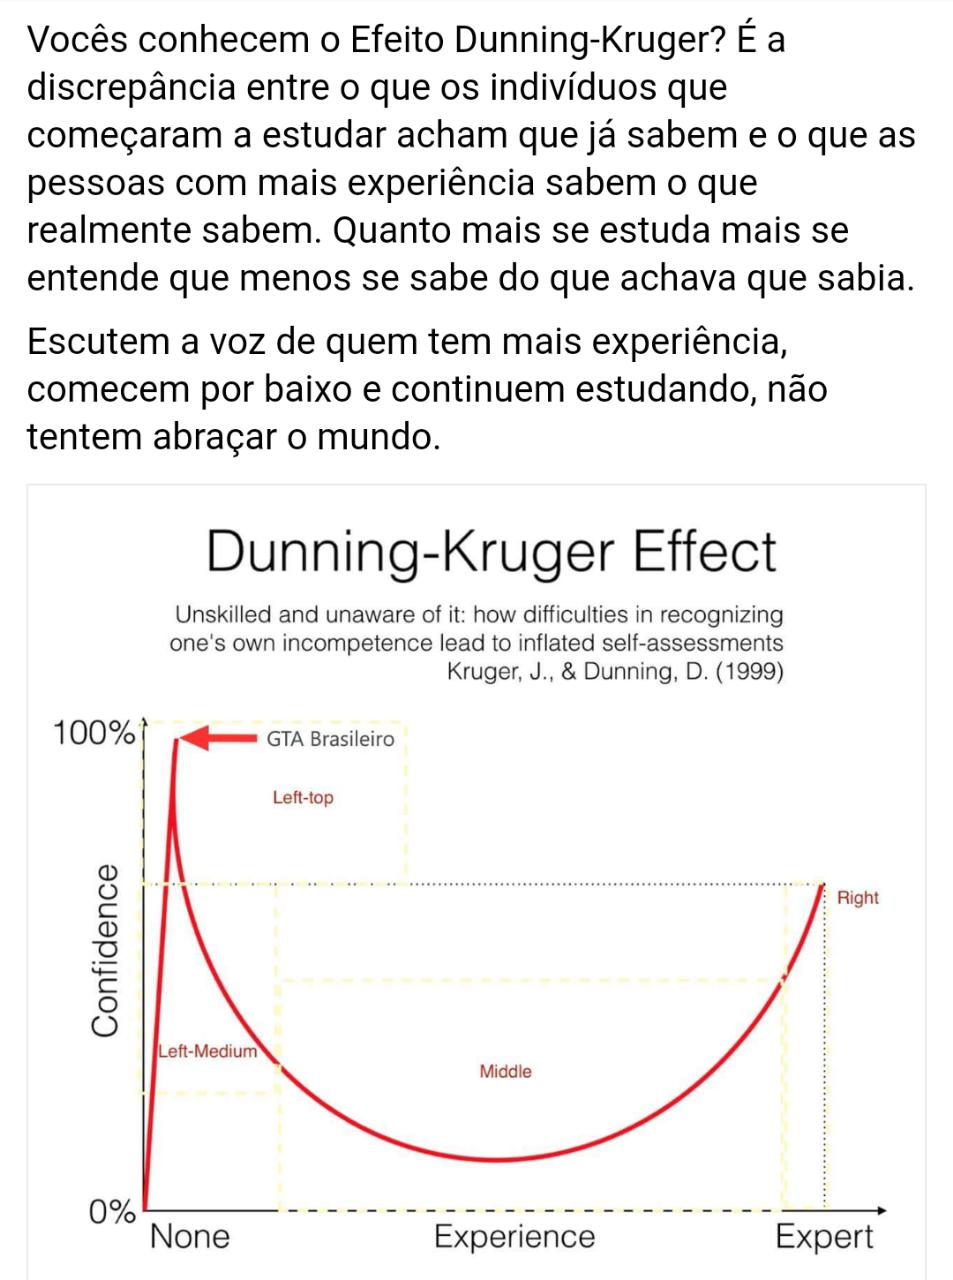 Vocês conhecem o Efeito Dunning-Kruger? É a
discrepância entre o que os indivíduos que
começaram a estudar acham que já sabem e o que as
pessoas com mais experiência sabem o que
realmente sabem. Quanto mais se estuda mais se
entende que menos se sabe do que achava que sabia.
Escutem a voz de quem tem mais experiência,
comecem por baixo e continuem estudando, não
tentem abraçar o mundo.
Dunning-Kruger Effect
Unskilled and unaware of it: how difficulties in recognizing
one's own incompetence lead to inflated self-assessments
Kruger, J., & Dunning, D. (1999)
100%
GTA Brasileiro
Left-top
Confidence
Right
Left-Medium
Middle
0%
None
Experience
Expert